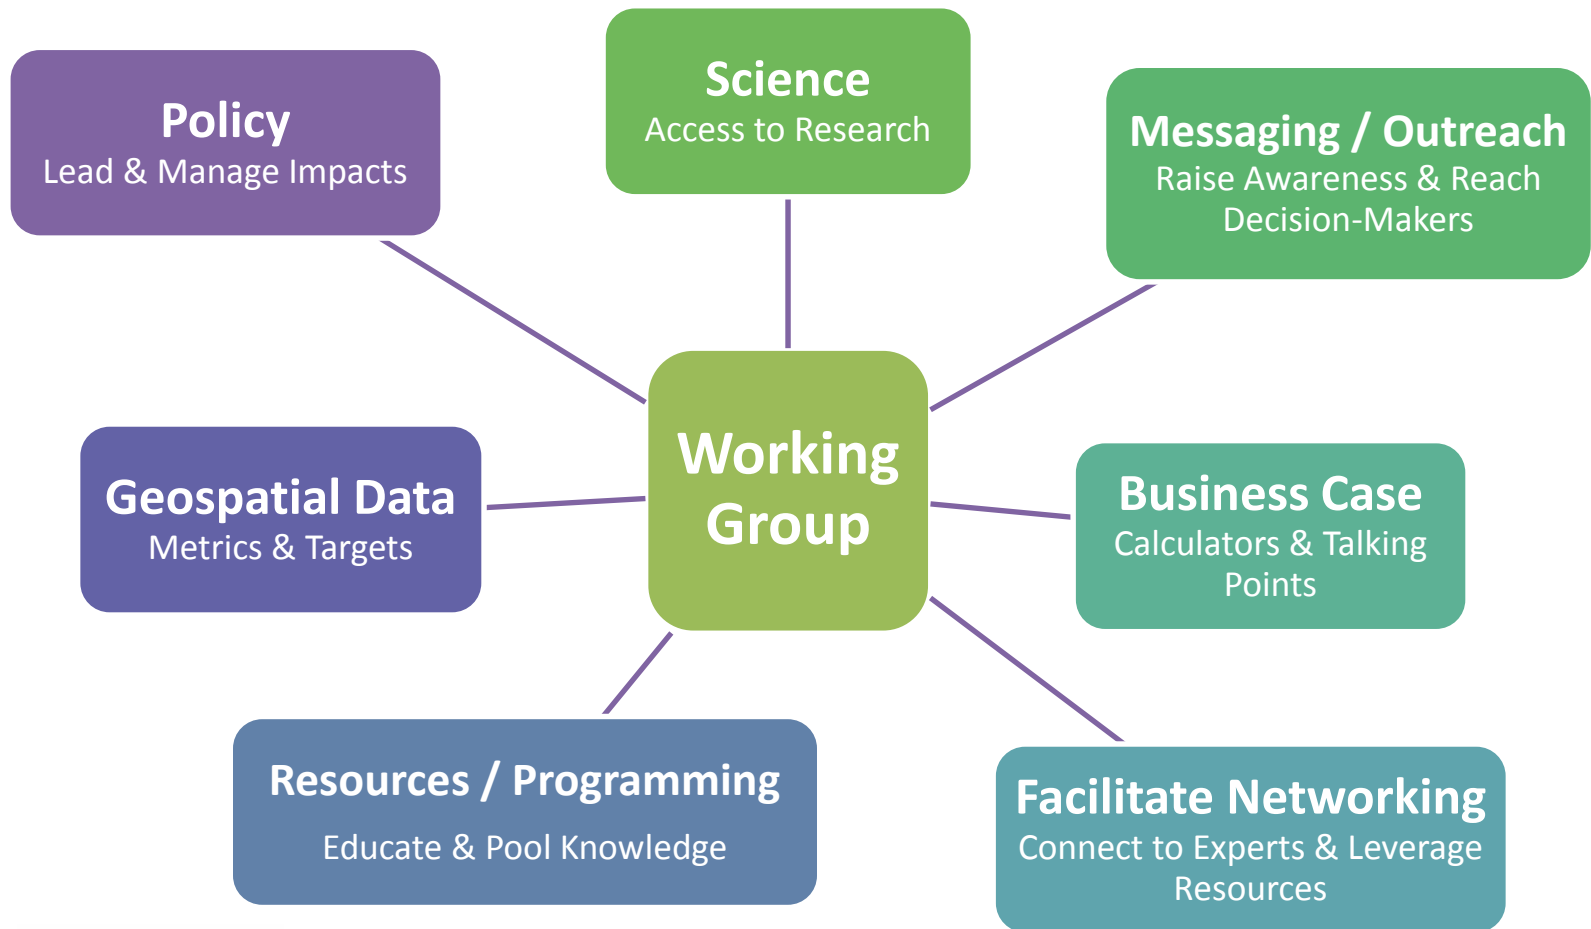 Policy
Lead & Manage Impacts
Science
Access to Research
Messaging / Outreach
Raise Awareness & Reach
Decision-Makers
Working
Group
Geospatial Data
Metrics & Targets
Business Case
Calculators & Talking
Points
Resources / Programming
Educate & Pool Knowledge
Facilitate Networking
Connect to Experts & Leverage
Resources